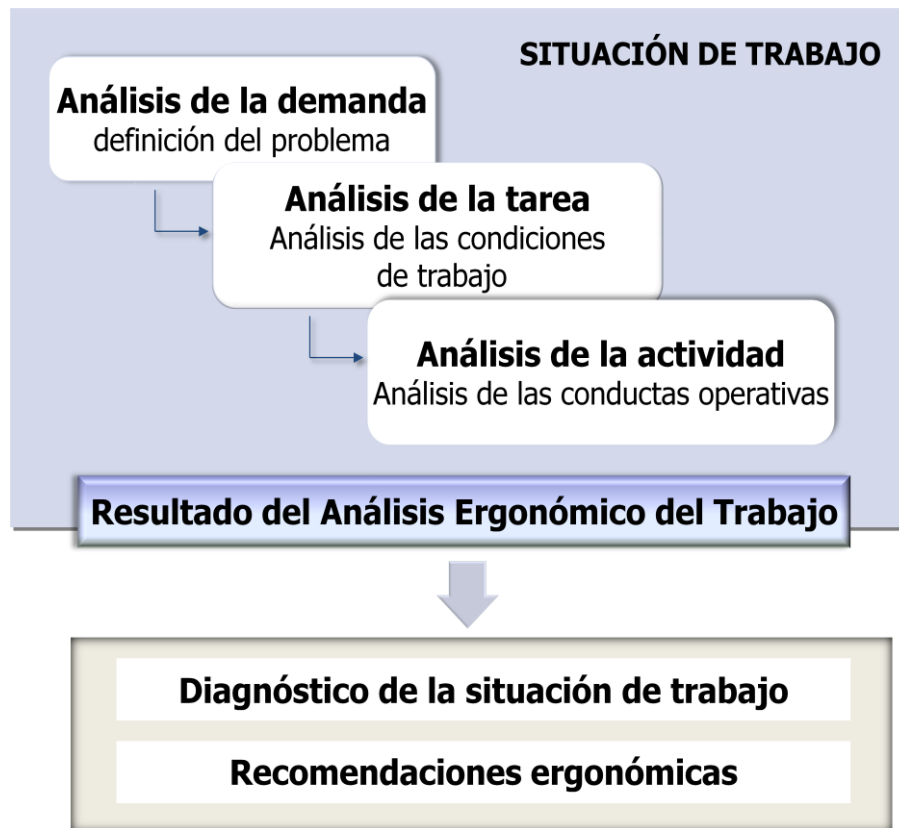 SITUACIÓN DE TRABAJO
Análisis de la demanda
definición del problema
Análisis de la tarea
Análisis de las condiciones
de trabajo
Análisis de la actividad
Análisis de las conductas operativas
Resultado del Análisis Ergonómico del Trabajo
Diagnóstico de la situación de trabajo
Recomendaciones ergonómicas